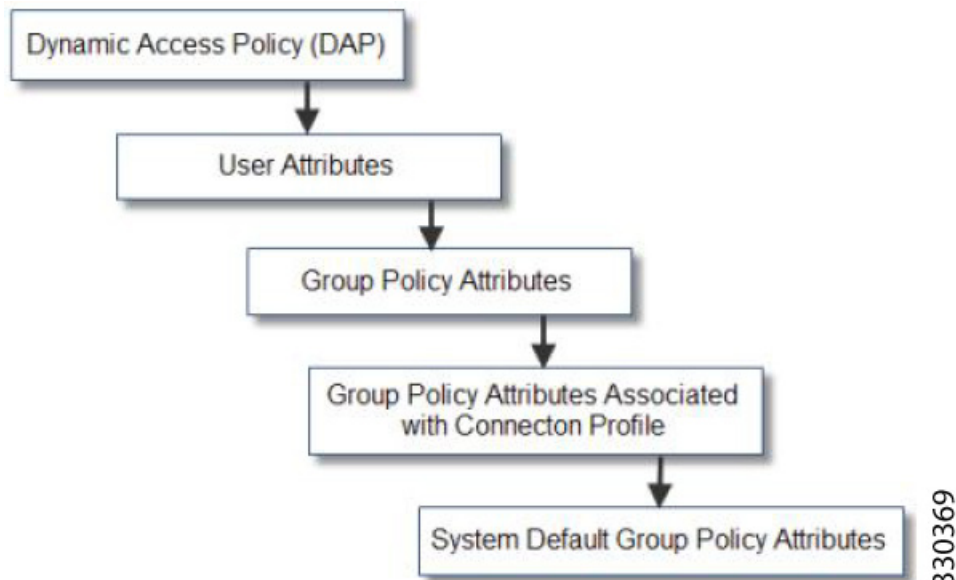 Dynamic Access Policy (DAP)
User Attributes
Group Policy Attributes
Group Policy Attributes Associated
with Connecton Profile
System Default Group Policy Attributes
330369